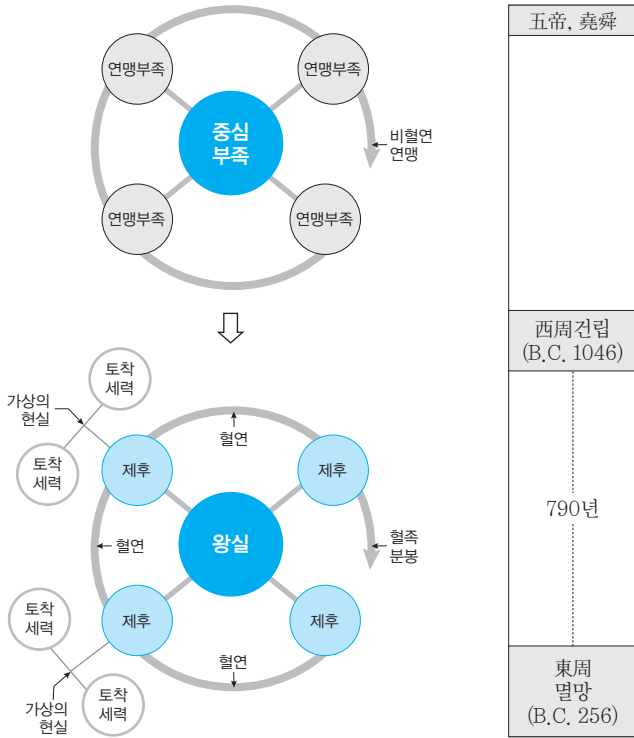 연맹부족
연맹부족
중심
부족
비혈연
연맹
연맹부족
연맹부족
토착
세력
가상의
현실
토착
세력
혈연
제후
제후
혈연
왕실
혈족
분봉
토착
세력
제후
제후
혈연
토착
세력
가상의
현실
五帝, 堯舜
西周건립
(B.C. 1046)
790년
東周
멸망
(B.C. 256)